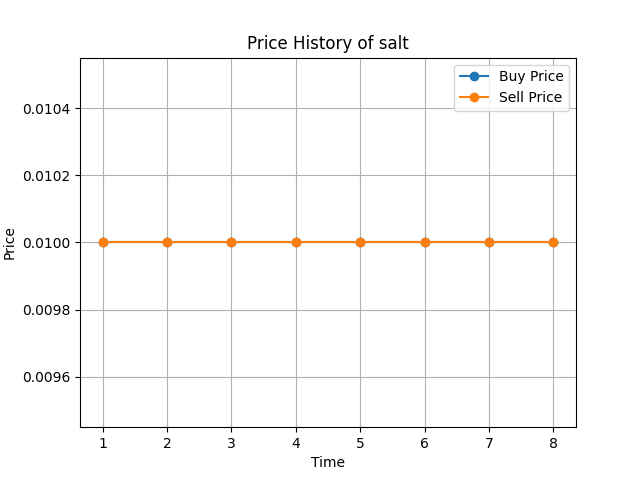 Price History of salt
Buy Price
Sell Price
0.0104
0.0102
0.0100
0.0098
0.0096
Price
1 2 3 4 5 6 7 8
Time